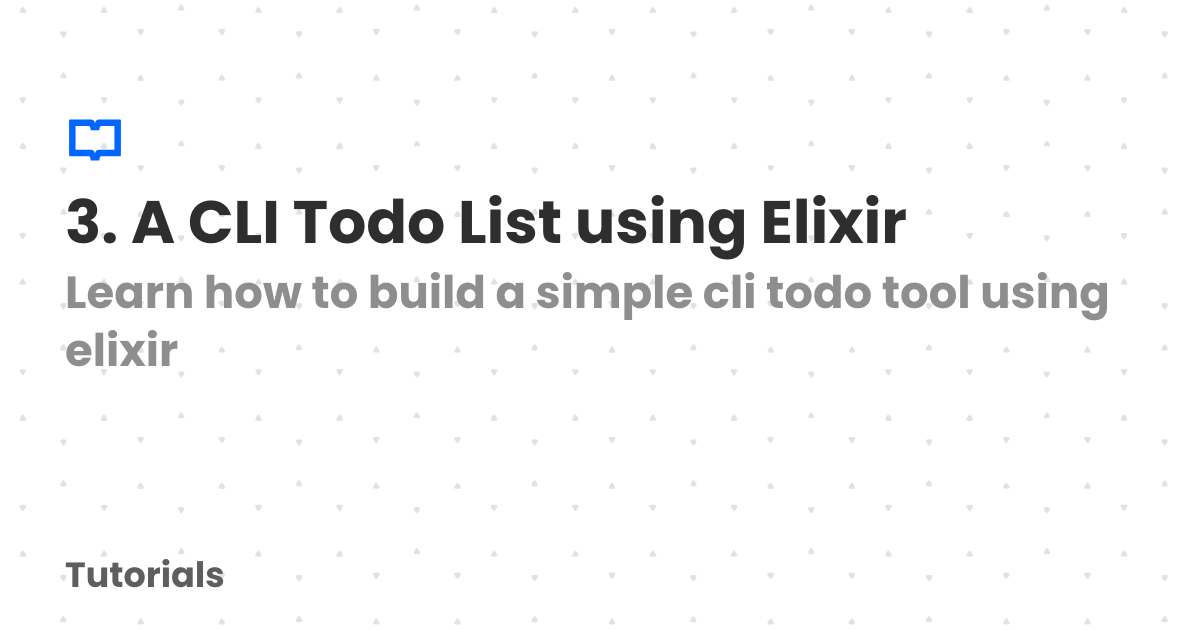 3. A CLI Todo List using Elixir
Learn how to build a simple cli todo tool using
elixir
Tutorials